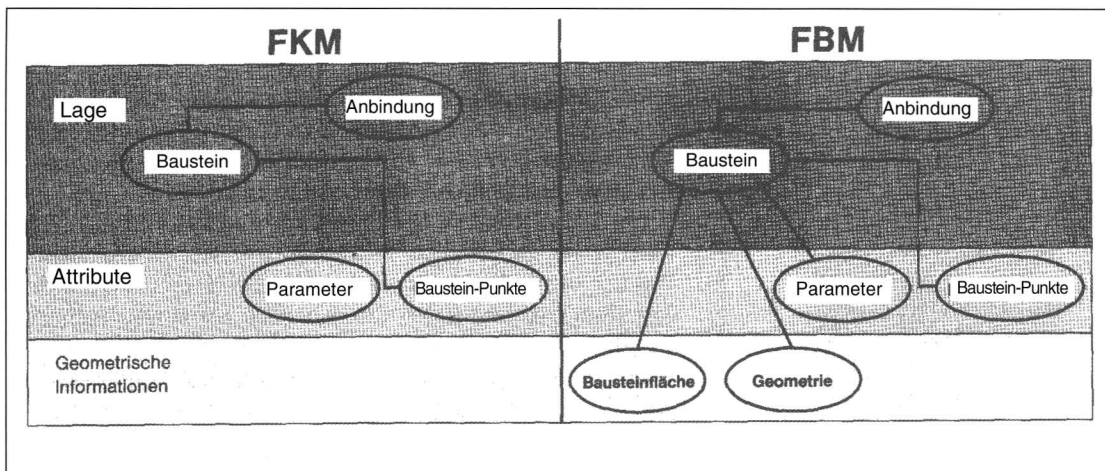 FKM
FBM
Lage
Anbindung
Anbindung
Baustein
Baustein
Attribute
Parameter
Baustein-Punkte
Parameter
Baustein-Punkte
Geometrische
Informationen
Bausteinfläche
Geometrie